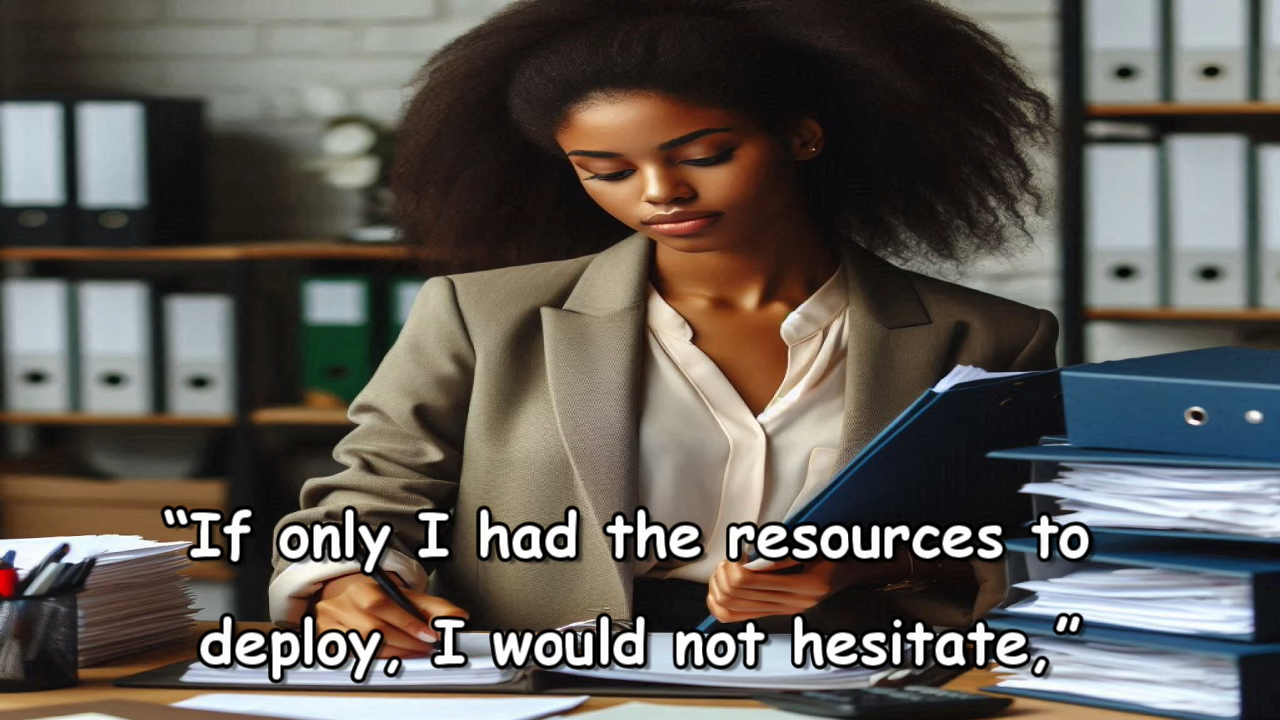 “If only I had the resources to
deploy, I would not hesitate,”